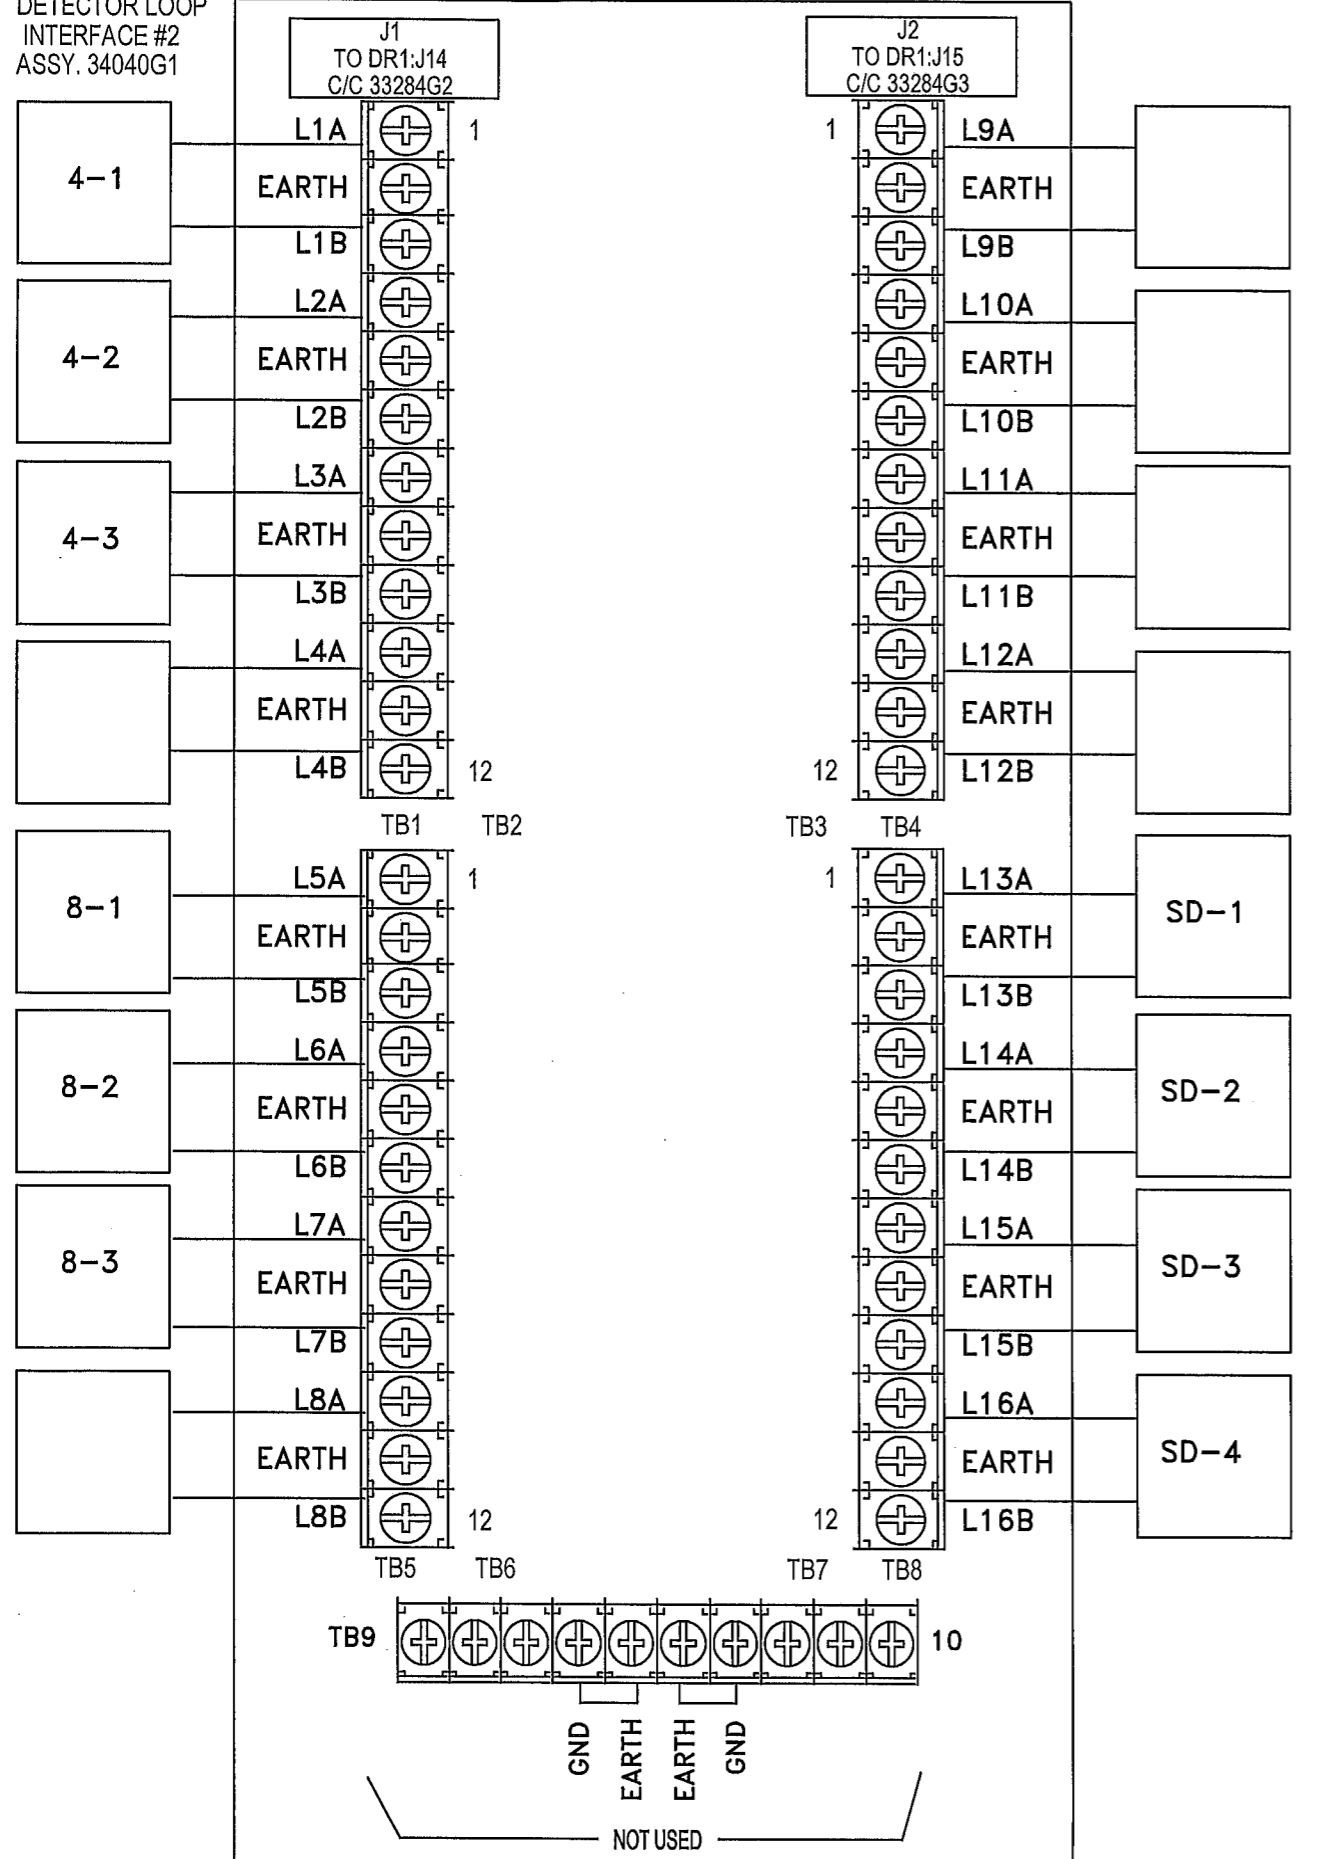 DETECTOR LOOP
INTERFACE #2
ASSY. 34040G1
J1
TO DR1:J14
C/C 33284G2
J2
TO DR1:J15
C/C 33284G3
4-1
L1A
1
EARTH
L1B
4-2
L2A
EARTH
L2B
4-3
L3A
EARTH
L3B
L4A
EARTH
L4B
12
TB1
TB2
1
L9A
EARTH
L9B
L10A
EARTH
L10B
L11A
EARTH
L11B
L12A
EARTH
12
L12B
TB3
TB4
8-1
L5A
1
EARTH
L5B
8-2
L6A
EARTH
L6B
8-3
L7A
EARTH
L7B
L8A
EARTH
L8B
12
TB5
TB6
1
L13A
SD-1
EARTH
L13B
L14A
SD-2
EARTH
L14B
L15A
SD-3
EARTH
L15B
L16A
SD-4
EARTH
12
L16B
TB7
TB8
TB9
10
GND
EARTH
EARTH
GND
NOT USED